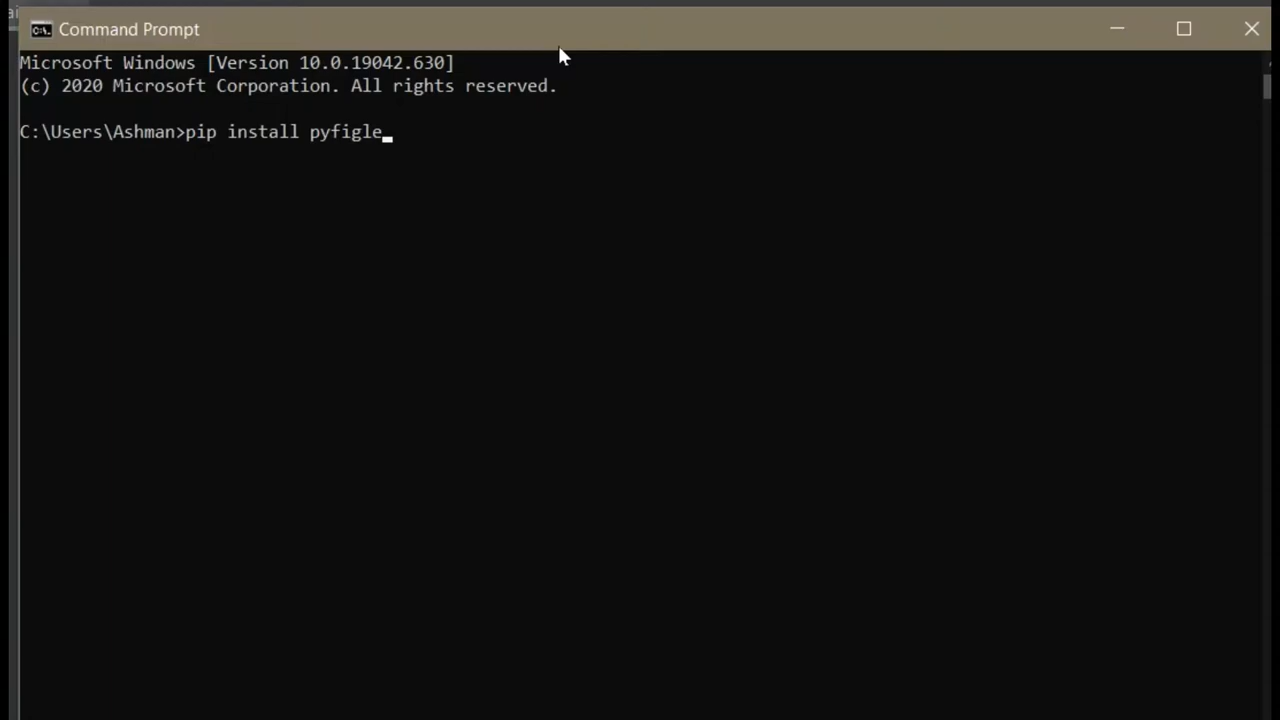 Command Prompt
Microsoft Windows [Version 10.0.19042.630]
(c) 2020 Microsoft Corporation. All rights reserved.
C:\Users\Ashman>pip install pyfigle